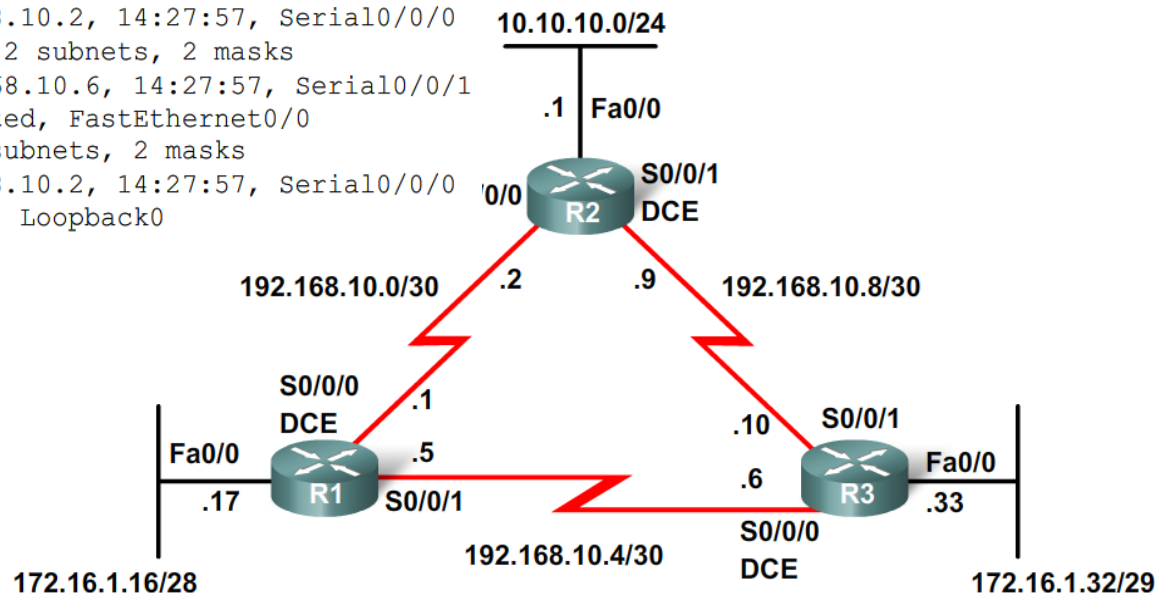 .10.2, 14:27:57, Serial0/0/0
2 subnets, 2 masks
68.10.6, 14:27:57, Serial0/0/1
ed, FastEthernet0/0
subnets, 2 masks
.10.2, 14:27:57, Serial0/0/0
Loopback0
10.10.10.0/24
.1 Fa0/0
0/0
R2
S0/0/1
DCE
192.168.10.0/30
.2
.9
192.168.10.8/30
S0/0/0
DCE
.1
.10
S0/0/1
Fa0/0
.17
R1
.5
S0/0/1
.6
R3
Fa0/0
.33
S0/0/0
DCE
192.168.10.4/30
172.16.1.16/28
172.16.1.32/29